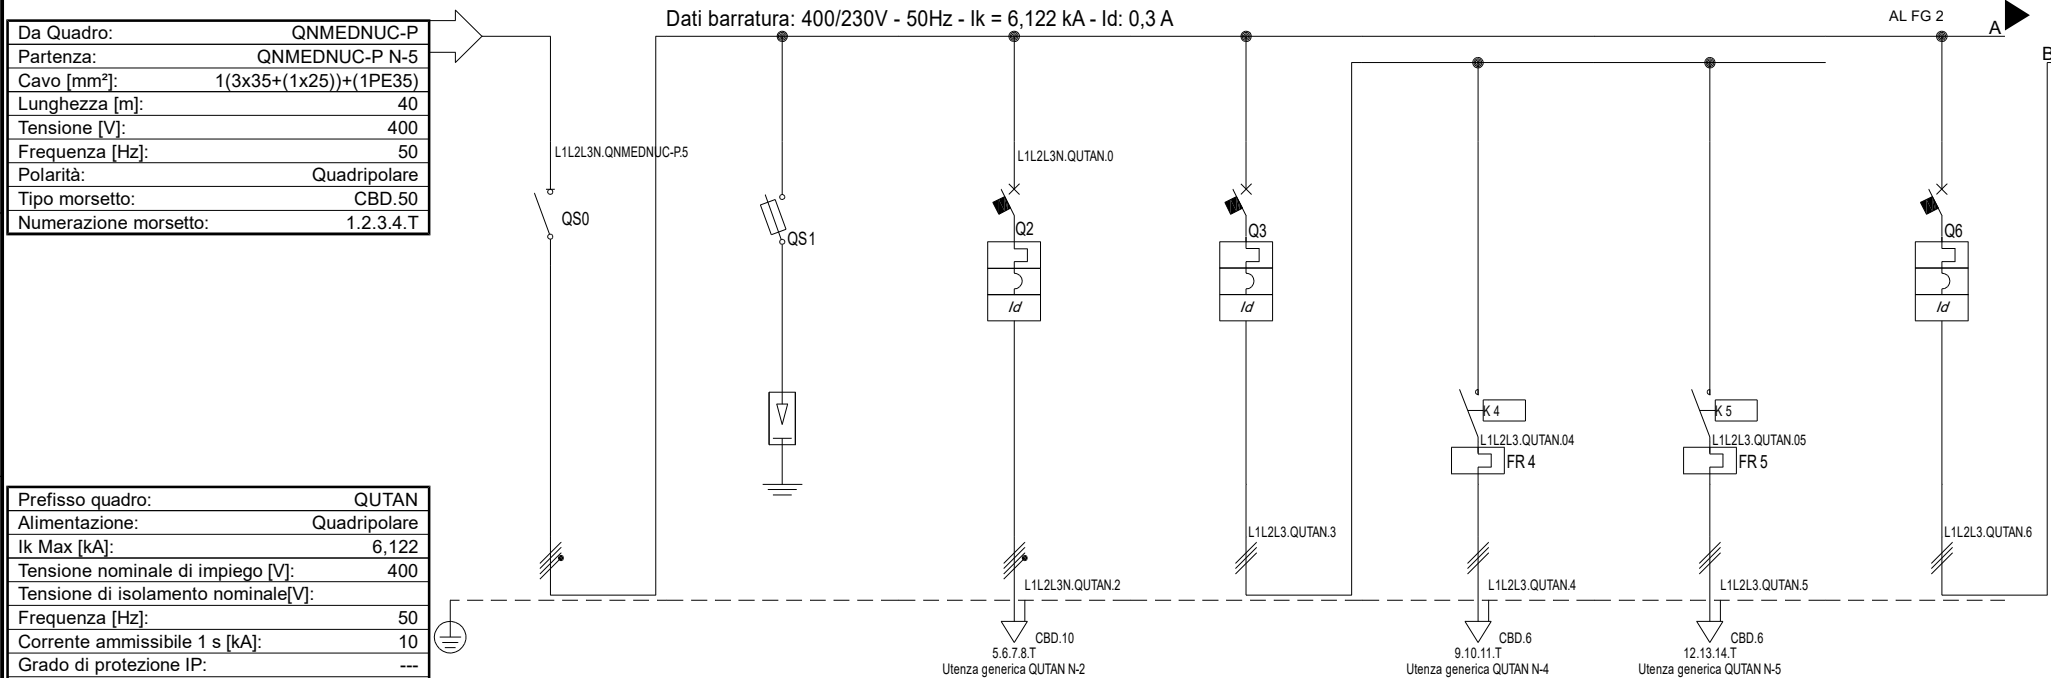 Dati barratura: 400/230V - 50Hz - Ik = 6,122 kA - Id: 0,3 A
AL FG 2
A
B
Da Quadro: QNMEDNUC-P
Partenza: QNMEDNUC-P N-5
Cavo [mm²]: 1(3x35+(1x25))+(1PE35)
Lunghezza [m]: 40
Tensione [V]: 400
Frequenza [Hz]: 50
Polarità: Quadripolare
Tipo morsetto: CBD.50
Numerazione morsetto: 1.2.3.4.T
L1L2L3N.QNMEDNUC-P.5
L1L2L3N.QUTAN.0
QS0
QS1
Q2
Q3
Q6
Id
Id
Id
K 4
K 5
L1L2L3.QUTAN.04
L1L2L3.QUTAN.05
FR 4
FR 5
L1L2L3.QUTAN.3
L1L2L3.QUTAN.6
L1L2L3N.QUTAN.2
L1L2L3.QUTAN.4
L1L2L3.QUTAN.5
CBD.10
5.6.7.8.T
Utenza generica QUTAN N-2
CBD.6
9.10.11.T
Utenza generica QUTAN N-4
CBD.6
12.13.14.T
Utenza generica QUTAN N-5
Prefisso quadro: QUTAN
Alimentazione: Quadripolare
Ik Max [kA]: 6,122
Tensione nominale di impiego [V]: 400
Tensione di isolamento nominale[V]:
Frequenza [Hz]: 50
Corrente ammissibile 1 s [kA]: 10
Grado di protezione IP: ---